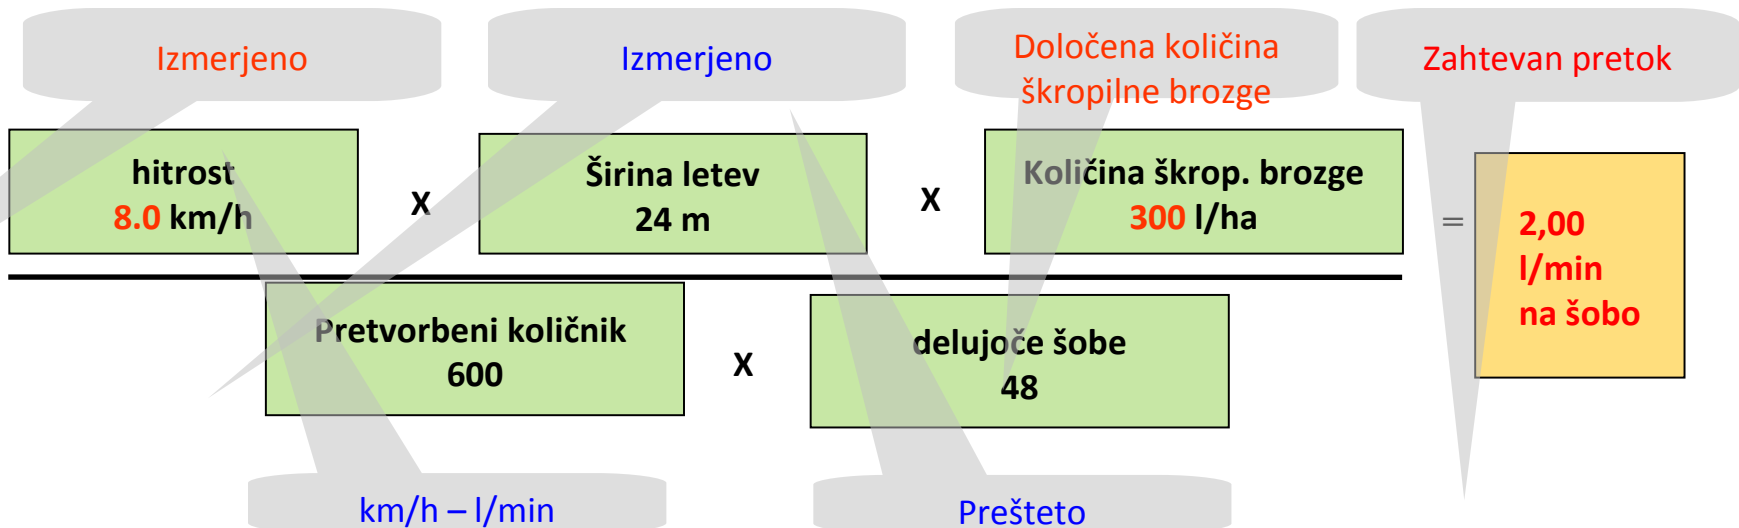 Izmerjeno
Izmerjeno
Določena količina
škropilne brozge
Zahtevan pretok
hitrost
8.0 km/h
X
Širina letev
24 m
X
Količina škrop. brozge
300 l/ha
=
2,00
l/min
na šobo
Pretvorbeni količnik
600
X
delujoče šobe
48
km/h – l/min
Prešteto